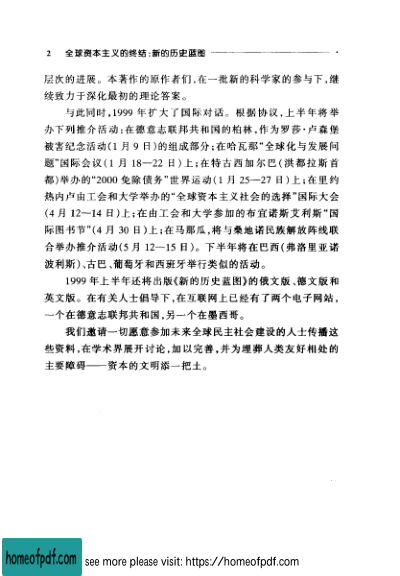 2 全球资本主义的终结:新的历史蓝图
层次的进展。本著作的原作者们,在一批新的科学家的参与下,继
续致力于深化最初的理论答案。
与此同时,1999 年扩大了国际对话。根据协议,上半年将举
办下列推介活动:在德意志联邦共和国的柏林,作为罗莎·卢森堡
被害纪念活动(1 月 9 日)的组成部分;在哈瓦那“全球化与发展问
题”国际会议(1 月 18—22 日)上;在特古西加尔巴(洪都拉斯首
都)举办的“2000 免除债务”世界运动(1 月 25—27 日)上;在里约
热内卢由工会和大学举办的“全球资本主义社会的选择”国际大会
(4 月 12—14 日)上;在由工会和大学参加的布宜诺斯艾利斯“国
际图书节”(4 月 30 日)上;在马那瓜,将与桑地诺民族解放阵线联
合举办推介活动(5 月 12—15 日)。下半年将在巴西(弗洛里亚诺
波利斯)、古巴、葡萄牙和西班牙举行类似的活动。
1999 年上半年还将出版《新的历史蓝图》的俄文版、德文版和
英文版。在有关人士倡导下,在互联网上已经有了两个电子网站,
一个在德意志联邦共和国,另一个在墨西哥。
我们邀请一切愿意参加未来全球民主社会建设的人士传播这
些资料,在学术界展开讨论,加以完善,并为埋葬人类友好相处的
主要障碍——资本的文明添一把土。
homeofpdf.com
see more please visit: https://homeofpdf.com